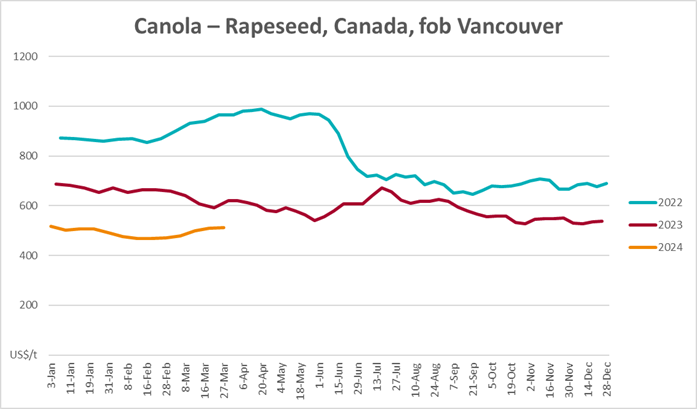 Canola – Rapeseed, Canada, fob Vancouver
1200
1000
800
600
400
200
US$/t
2022
2023
2024
3-Jan
11-Jan
19-Jan
31-Jan
8-Feb
16-Feb
28-Feb
8-Mar
16-Mar
27-Mar
6-Apr
20-Apr
4-May
18-May
1-Jun
15-Jun
29-Jun
13-Jul
27-Jul
10-Aug
24-Aug
7-Sep
21-Sep
5-Oct
19-Oct
2-Nov
16-Nov
30-Nov
14-Dec
28-Dec